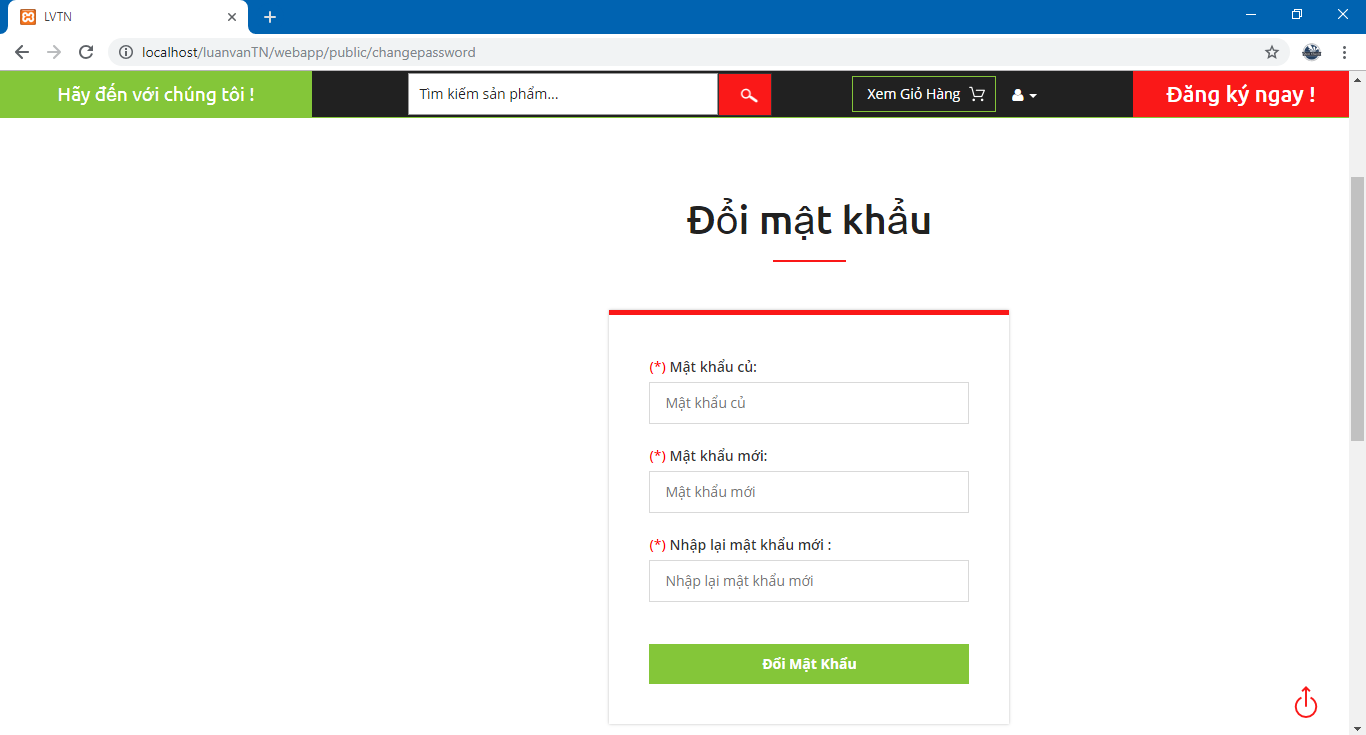 LVTN
localhost/luanvanTN/webapp/public/changepassword
Hãy đến với chúng tôi !
Tìm kiếm sản phẩm...
Xem Giỏ Hàng
Đăng ký ngay !
Đổi mật khẩu
(*) Mật khẩu củ:
Mật khẩu củ
(*) Mật khẩu mới:
Mật khẩu mới
(*) Nhập lại mật khẩu mới :
Nhập lại mật khẩu mới
Đổi Mật Khẩu